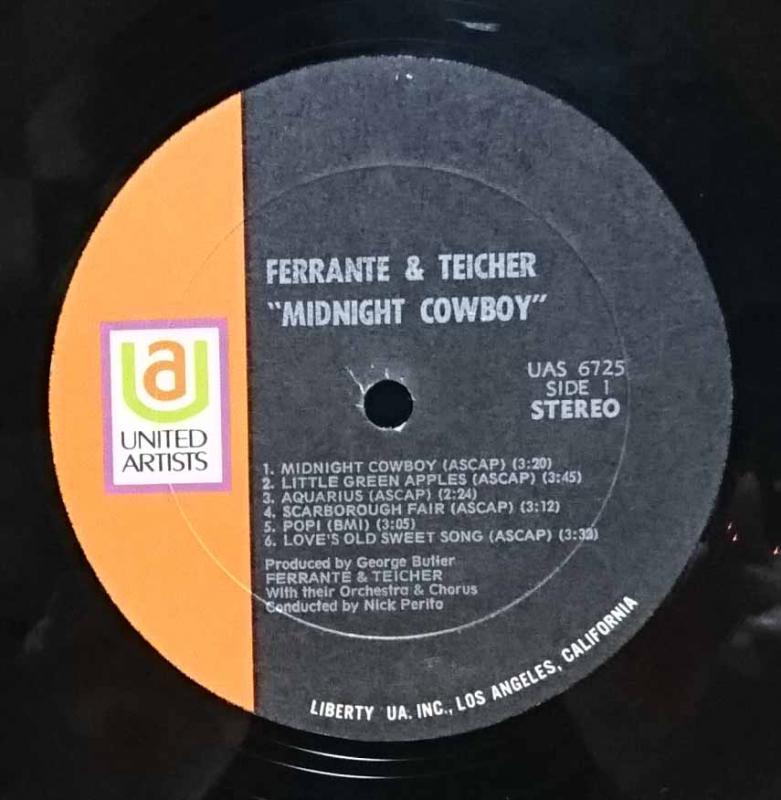 FERRANTE & TEICHER
"MIDNIGHT COWBOY"
ua
UNITED
ARTISTS
UAS 6725
SIDE 1
STEREO
1. MIDNIGHT COWBOY (ASCAP) (3:20)
2. LITTLE GREEN APPLES (ASCAP) (3:45)
3. AQUARIUS (ASCAP) (2:24)
4. SCARBOROUGH FAIR (ASCAP) (3:12)
5. POPI (BMI) (3:05)
6. LOVE'S OLD SWEET SONG (ASCAP)
Produced by George Butler
FERRANTE & TEICHER
With their Orchestra & Chorus
Conducted by Nick Perito
LIBERTY UA. INC., LOS ANGELES, CALIFORNIA